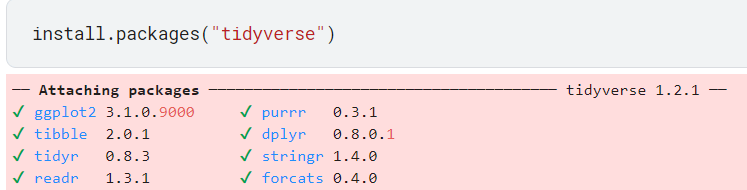 install.packages("tidyverse")
── Attaching packages ─────────────────────────────────────── tidyverse 1.2.1 ──
✓ ggplot2 3.1.0.9000     ✓ purrr   0.3.1
✓ tibble  2.0.1          ✓ dplyr   0.8.0.1
✓ tidyr   0.8.3          ✓ stringr 1.4.0
✓ readr   1.3.1          ✓ forcats 0.4.0